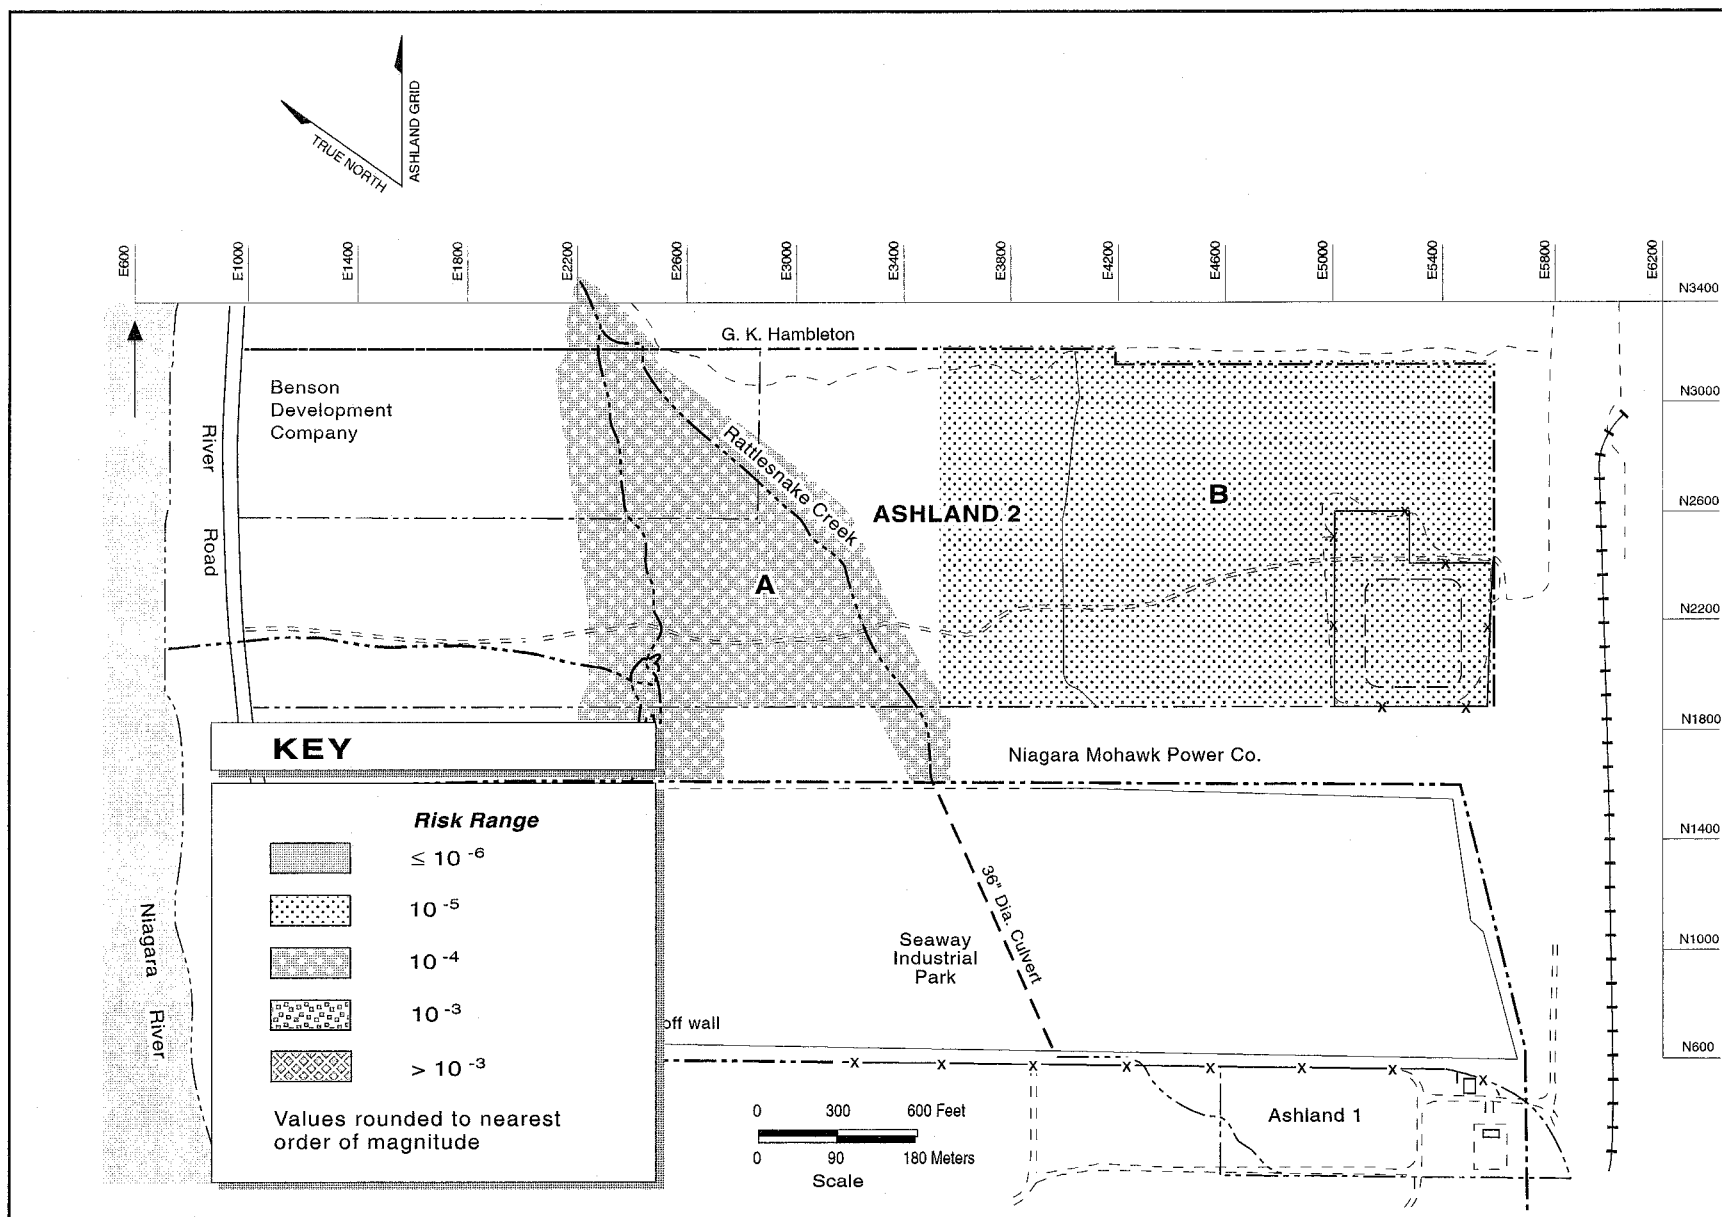 TRUE NORTH
ASHLAND GRID
E600
E1000
E1400
E1800
E2200
E2600
E3000
E3400
E3800
E4200
E4600
E5000
E5400
E5800
E6200
N3400
N3000
N2600
N2200
N1800
N1400
N1000
N600
G. K. Hambleton
Benson
Development
Company
River Road
Rattlesnake Creek
ASHLAND 2
A
B
Niagara Mohawk Power Co.
KEY
Risk Range
≤ 10 -6
10 -5
10 -4
10 -3
> 10 -3
Values rounded to nearest
order of magnitude
Niagara River
Seaway
Industrial
Park
36" Dia. Culvert
off wall
Ashland 1
0 300 600 Feet
0 90 180 Meters
Scale